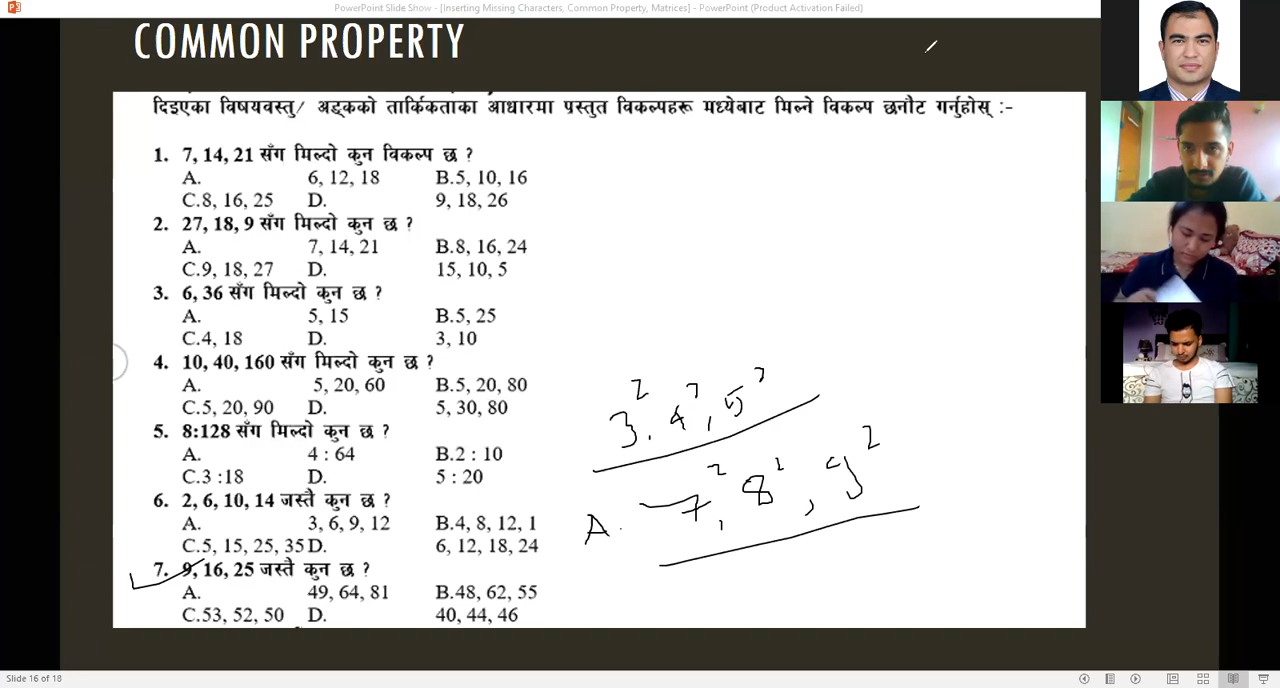 PowerPoint Slide Show - [Inserting Missing Characters, Common Property, Matrices] - PowerPoint (Product Activation Failed)
COMMON PROPERTY
दिइएका विषयवस्तु/ अङ्कको तार्किकताका आधारमा प्रस्तुत विकल्पहरू मध्येबाट मिल्ने विकल्प छनौट गर्नुहोस् :-
1. 7, 14, 21 सँग मिल्दो कुन विकल्प छ ?
A. 6, 12, 18 B.5, 10, 16
C.8, 16, 25 D. 9, 18, 26
2. 27, 18, 9 सँग मिल्दो कुन छ ?
A. 7, 14, 21 B.8, 16, 24
C.9, 18, 27 D. 15, 10, 5
3. 6, 36 सँग मिल्दो कुन छ ?
A. 5, 15 B.5, 25
C.4, 18 D. 3, 10
4. 10, 40, 160 सँग मिल्दो कुन छ ?
A. 5, 20, 60 B.5, 20, 80
C.5, 20, 90 D. 5, 30, 80
5. 8:128 सँग मिल्दो कुन छ ?
A. 4 : 64 B.2 : 10
C.3 :18 D. 5 : 20
6. 2, 6, 10, 14 जस्तै कुन छ ?
A. 3, 6, 9, 12 B.4, 8, 12, 1
C.5, 15, 25, 35 D. 6, 12, 18, 24
7. 9, 16, 25 जस्तै कुन छ ?
A. 49, 64, 81 B.48, 62, 55
C.53, 52, 50 D. 40, 44, 46
3², 4², 5²
A. 7², 8², 9²
Slide 16 of 18